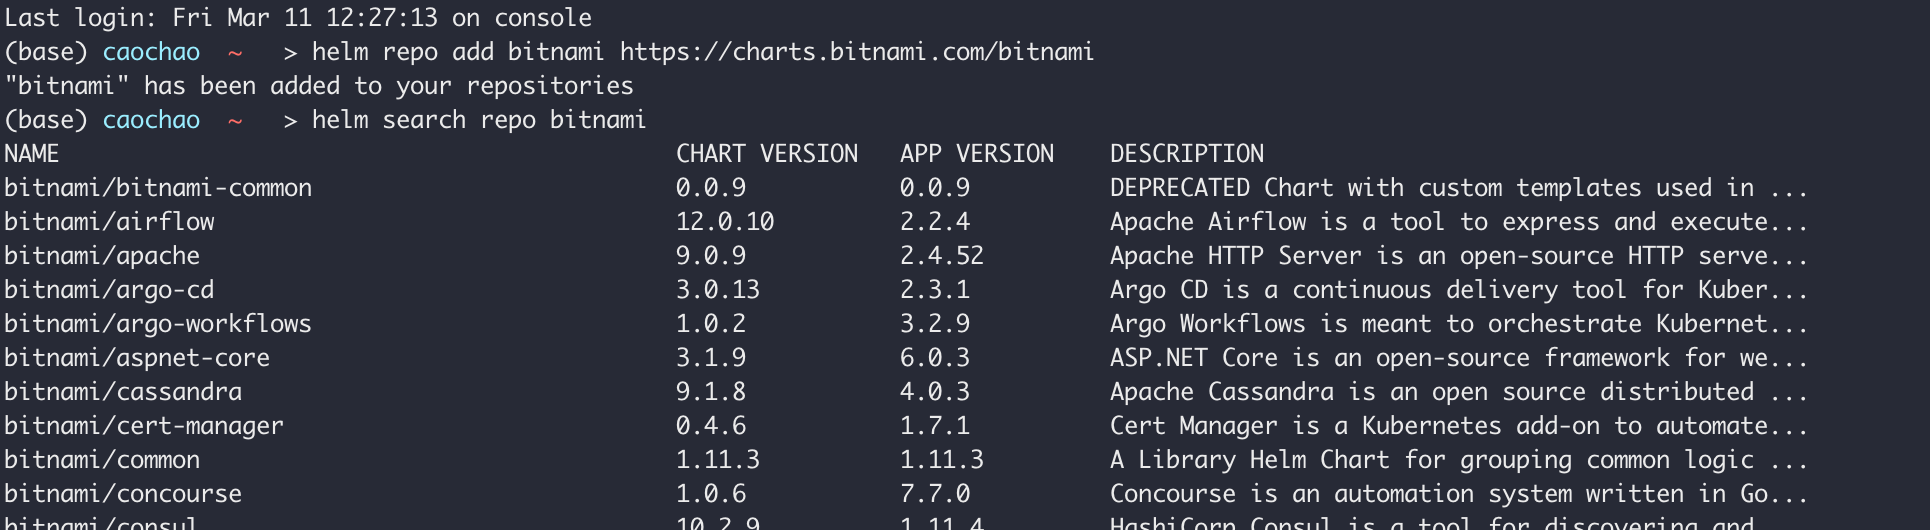 Last login: Fri Mar 11 12:27:13 on console
(base) caochao  ~   > helm repo add bitnami https://charts.bitnami.com/bitnami
"bitnami" has been added to your repositories
(base) caochao  ~   > helm search repo bitnami
NAME                                            CHART VERSION   APP VERSION    DESCRIPTION
bitnami/bitnami-common                          0.0.9           0.0.9          DEPRECATED Chart with custom templates used in ...
bitnami/airflow                                 12.0.10         2.2.4          Apache Airflow is a tool to express and execute...
bitnami/apache                                  9.0.9           2.4.52         Apache HTTP Server is an open-source HTTP serve...
bitnami/argo-cd                                 3.0.13          2.3.1          Argo CD is a continuous delivery tool for Kuber...
bitnami/argo-workflows                          1.0.2           3.2.9          Argo Workflows is meant to orchestrate Kubernet...
bitnami/aspnet-core                             3.1.9           6.0.3          ASP.NET Core is an open-source framework for we...
bitnami/cassandra                               9.1.8           4.0.3          Apache Cassandra is an open source distributed ...
bitnami/cert-manager                            0.4.6           1.7.1          Cert Manager is a Kubernetes add-on to automate...
bitnami/common                                  1.11.3          1.11.3         A Library Helm Chart for grouping common logic ...
bitnami/concourse                               1.0.6           7.7.0          Concourse is an automation system written in Go...
bitnami/consul                                  10.2.9          1.11.4         HashiCorp Consul is a tool for discovering and ...